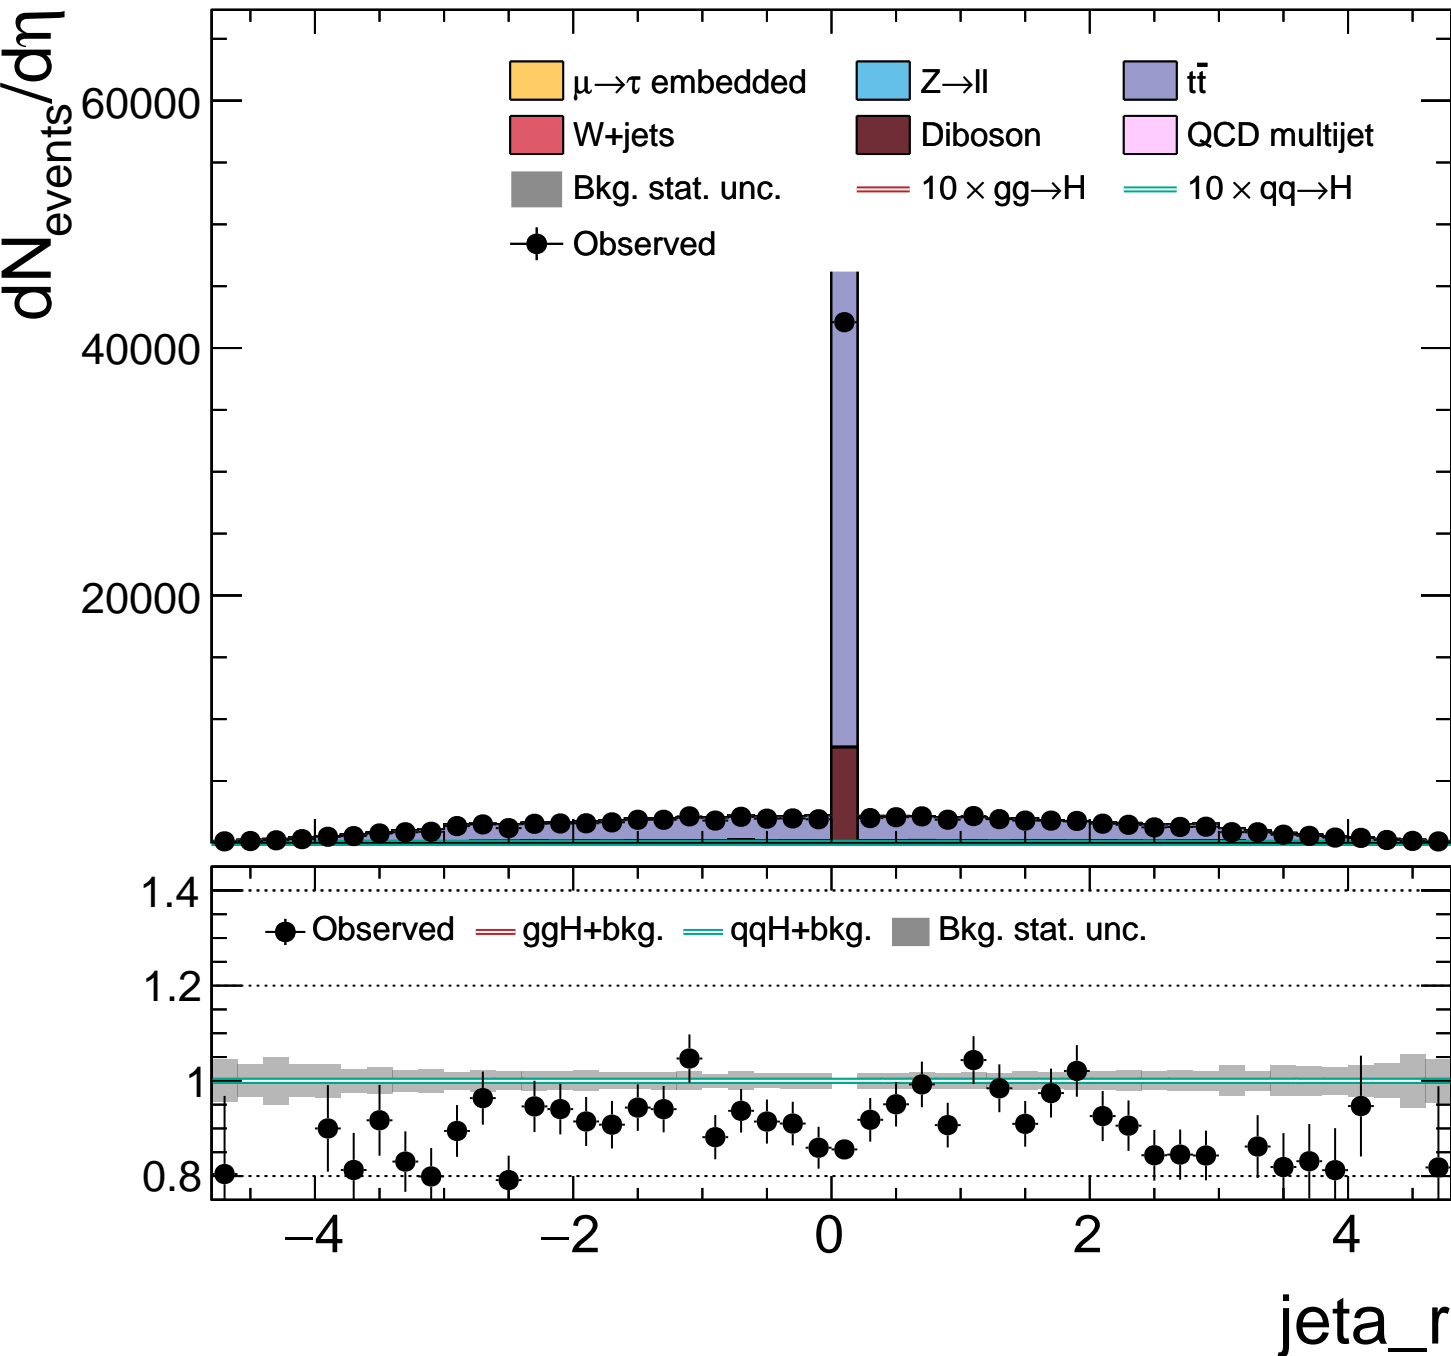 dN_events/dη
60000
40000
20000
μ→τ embedded
Z→ll
tt̄
W+jets
Diboson
QCD multijet
Bkg. stat. unc.
10 × gg→H
10 × qq→H
Observed
1.4
1.2
1
0.8
Observed
ggH+bkg.
qqH+bkg.
Bkg. stat. unc.
−4 −2 0 2 4
jeta_r